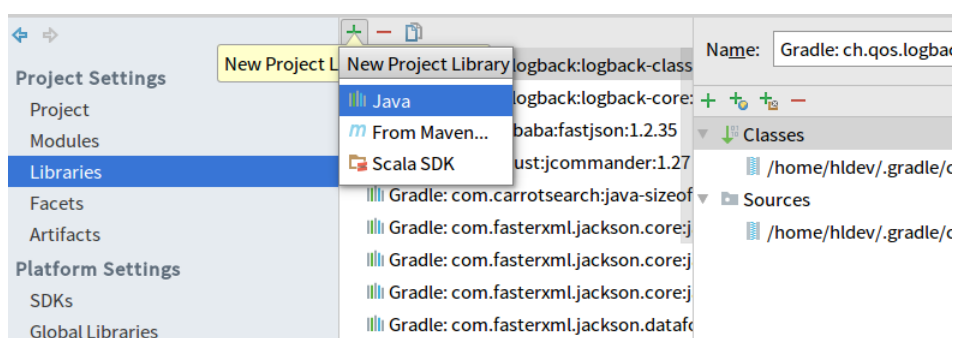 Project Settings
Project
Modules
Libraries
Facets
Artifacts
Platform Settings
SDKs
Global Libraries
New Project L
New Project Library
Java
From Maven...
Scala SDK
logback:logback-class
logback:logback-core:
baba:fastjson:1.2.35
ust:jcommander:1.27
Gradle: com.carrotsearch:java-sizeof
Gradle: com.fasterxml.jackson.core:j
Gradle: com.fasterxml.jackson.core:j
Gradle: com.fasterxml.jackson.core:j
Gradle: com.fasterxml.jackson.datafo
Name: Gradle: ch.qos.logbac
Classes
/home/hldev/.gradle/c
Sources
/home/hldev/.gradle/c